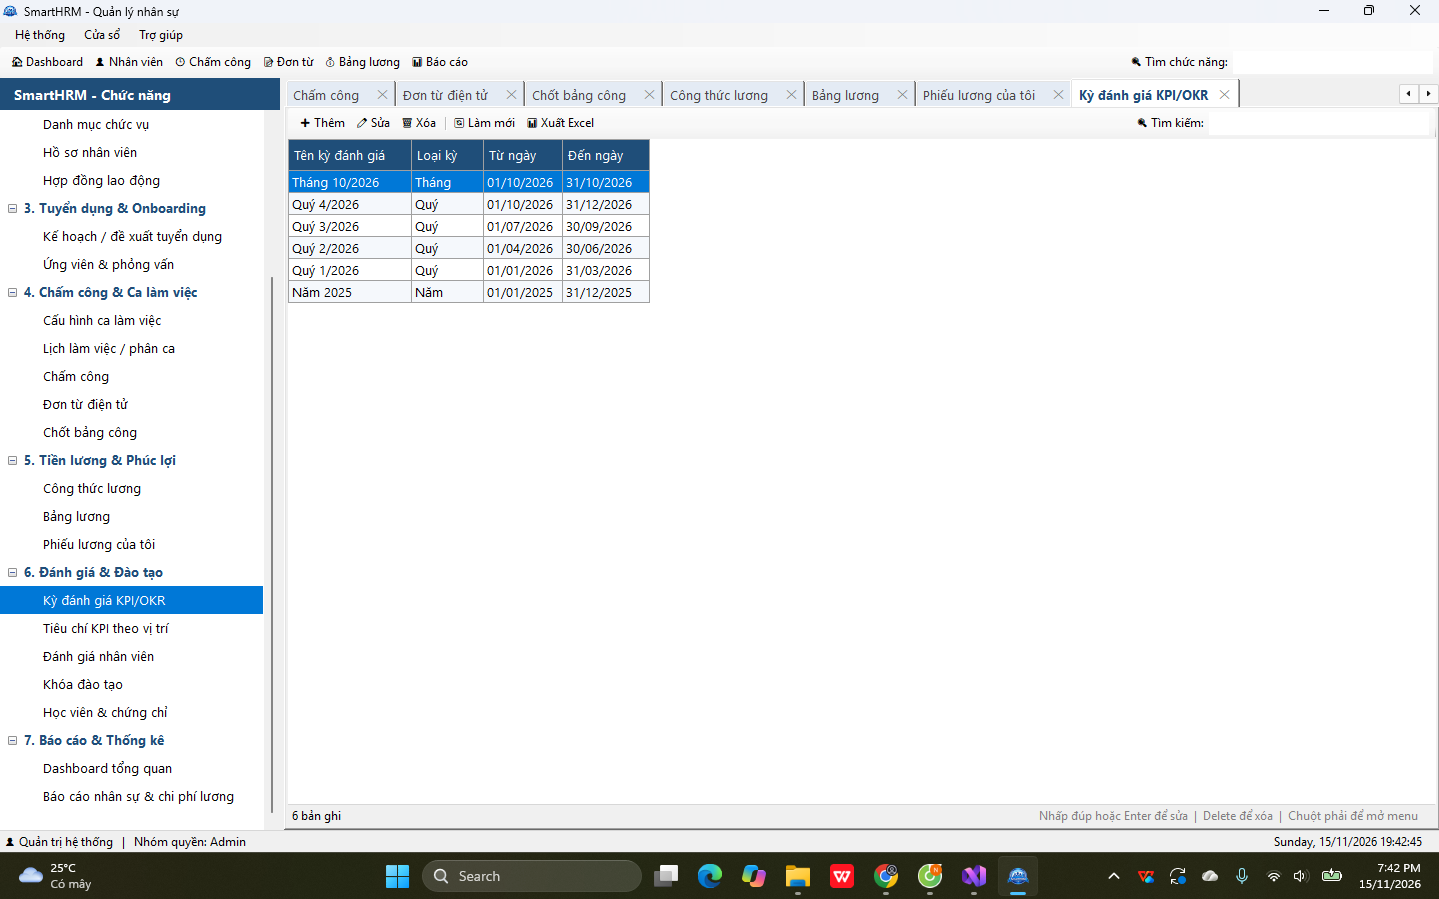 SmartHRM - Quản lý nhân sự
Hệ thống Cửa sổ Trợ giúp
Dashboard Nhân viên Chấm công Đơn từ Bảng lương Báo cáo Tìm chức năng:
SmartHRM - Chức năng
Danh mục chức vụ
Hồ sơ nhân viên
Hợp đồng lao động
3. Tuyển dụng & Onboarding
Kế hoạch / đề xuất tuyển dụng
Ứng viên & phỏng vấn
4. Chấm công & Ca làm việc
Cấu hình ca làm việc
Lịch làm việc / phân ca
Chấm công
Đơn từ điện tử
Chốt bảng công
5. Tiền lương & Phúc lợi
Công thức lương
Bảng lương
Phiếu lương của tôi
6. Đánh giá & Đào tạo
Kỳ đánh giá KPI/OKR
Tiêu chí KPI theo vị trí
Đánh giá nhân viên
Khóa đào tạo
Học viên & chứng chỉ
7. Báo cáo & Thống kê
Dashboard tổng quan
Báo cáo nhân sự & chi phí lương
Chấm công Đơn từ điện tử Chốt bảng công Công thức lương Bảng lương Phiếu lương của tôi Kỳ đánh giá KPI/OKR
Thêm Sửa Xóa Làm mới Xuất Excel Tìm kiếm:
Tên kỳ đánh giá Loại kỳ Từ ngày Đến ngày
Tháng 10/2026 Tháng 01/10/2026 31/10/2026
Quý 4/2026 Quý 01/10/2026 31/12/2026
Quý 3/2026 Quý 01/07/2026 30/09/2026
Quý 2/2026 Quý 01/04/2026 30/06/2026
Quý 1/2026 Quý 01/01/2026 31/03/2026
Năm 2025 Năm 01/01/2025 31/12/2025
6 bản ghi Nhấp đúp hoặc Enter để sửa | Delete để xóa | Chuột phải để mở menu
Quản trị hệ thống | Nhóm quyền: Admin Sunday, 15/11/2026 19:42:45
25°C
Có mây
Search
7:42 PM
15/11/2026